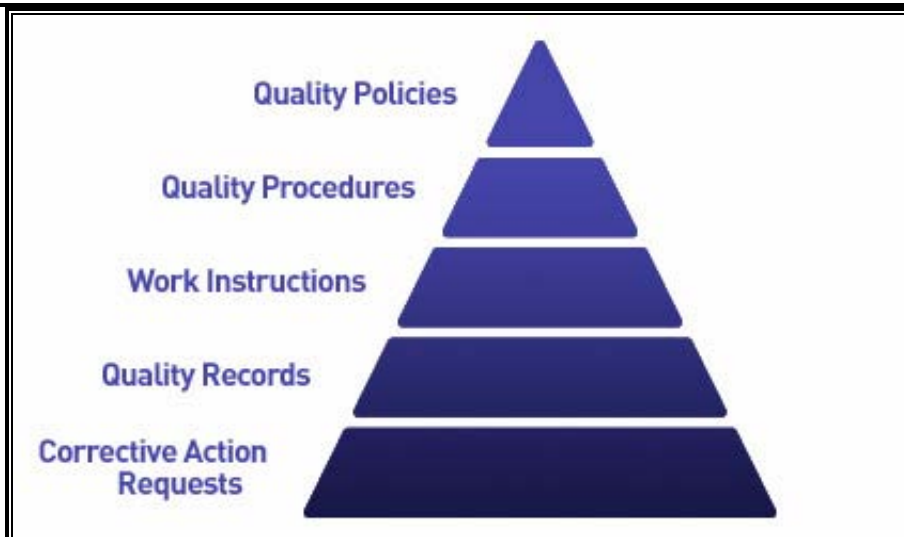 Quality Policies
Quality Procedures
Work Instructions
Quality Records
Corrective Action
Requests